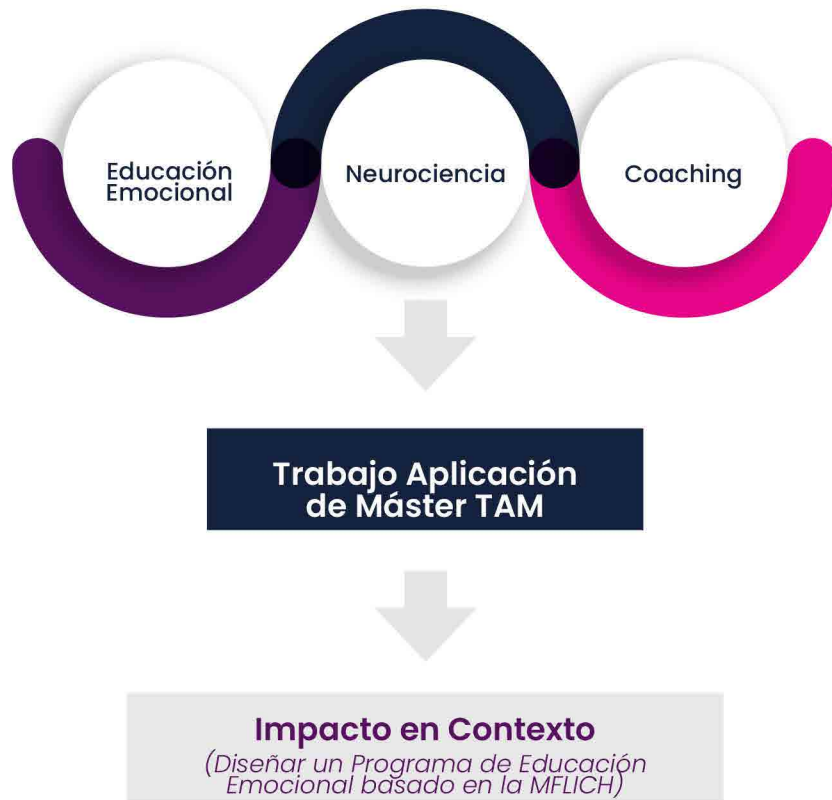 Educación
Emocional
Neurociencia
Coaching
Trabajo Aplicación
de Máster TAM
Impacto en Contexto
(Diseñar un Programa de Educación
Emocional basado en la MFLICH)